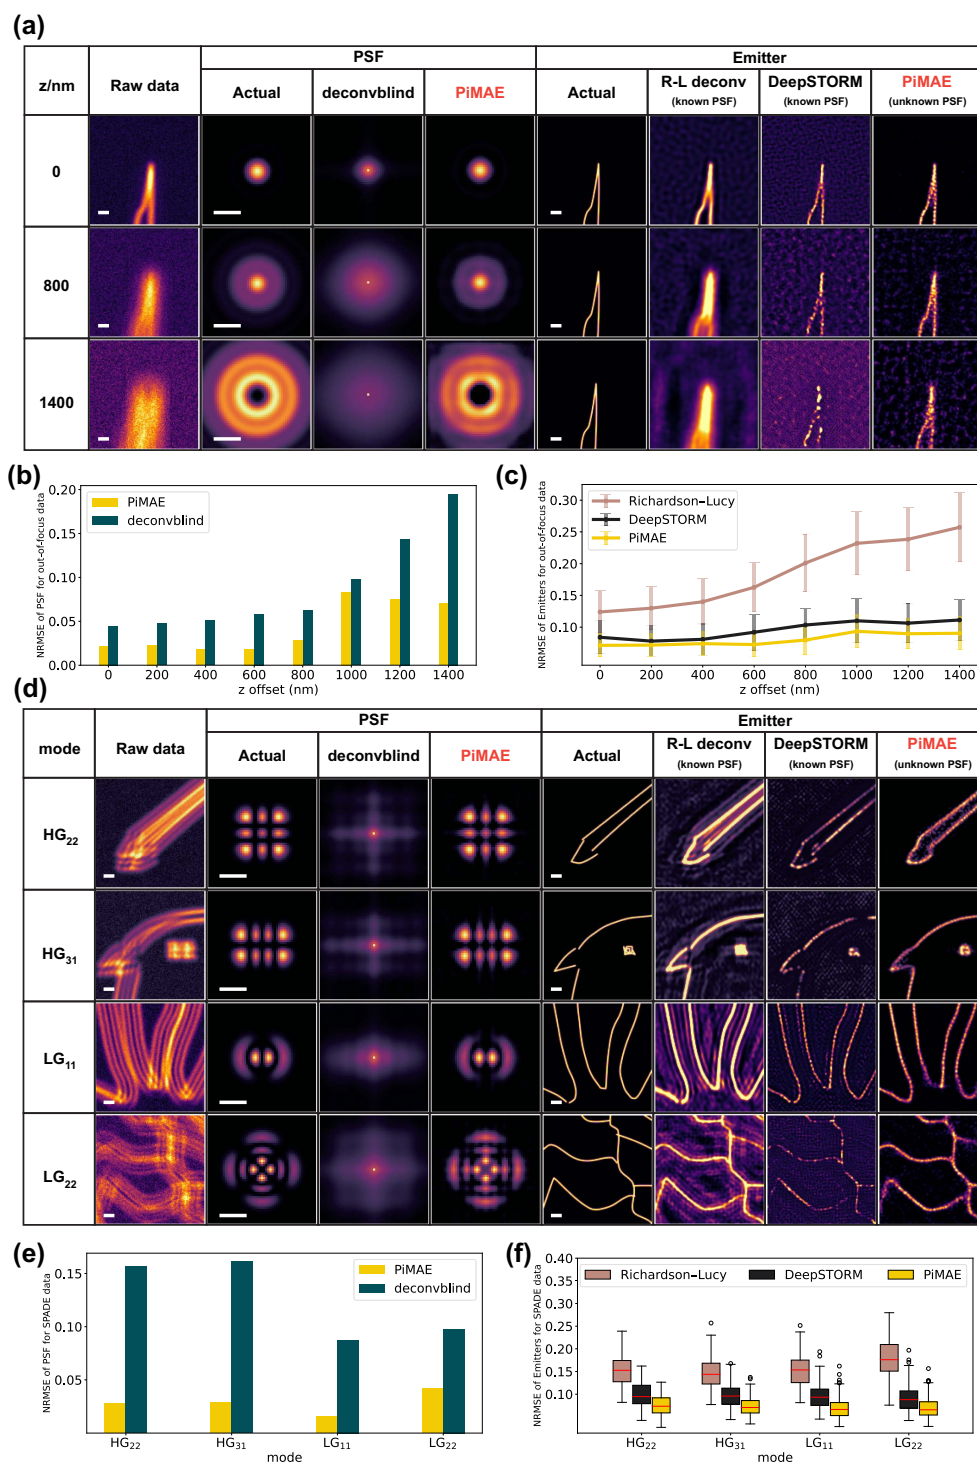 (a)
PSF
Emitter
z/nm
Raw data
Actual
deconvblind
PiMAE
Actual
R-L deconv
(known PSF)
DeepSTORM
(known PSF)
PiMAE
(unknown PSF)
0
800
1400
(b)
NRMSE of PSF for out-of-focus data
0.20
0.15
0.10
0.05
0.00
PiMAE
deconvblind
0 200 400 600 800 1000 1200 1400
z offset (nm)
(c)
NRMSE of Emitters for out-of-focus data
0.30
0.25
0.20
0.15
0.10
Richardson-Lucy
DeepSTORM
PiMAE
0 200 400 600 800 1000 1200 1400
z offset (nm)
(d)
PSF
Emitter
mode
Raw data
Actual
deconvblind
PiMAE
Actual
R-L deconv
(known PSF)
DeepSTORM
(known PSF)
PiMAE
(unknown PSF)
HG22
HG31
LG11
LG22
(e)
NRMSE of PSF for SPADE data
0.15
0.10
0.05
PiMAE
deconvblind
HG22 HG31 LG11 LG22
mode
(f)
NRMSE of Emitters for SPADE data
0.40
0.35
0.30
0.25
0.20
0.15
0.10
Richardson-Lucy DeepSTORM PiMAE
HG22 HG31 LG11 LG22
mode